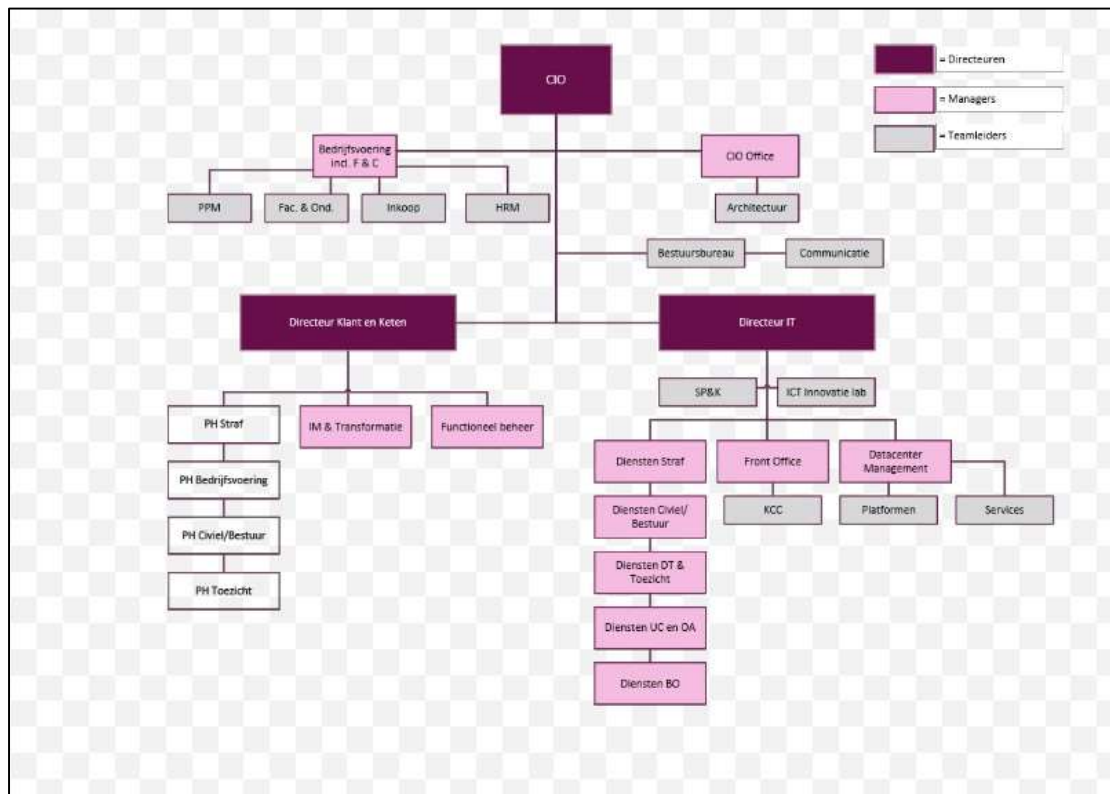 CIO
= Directeuren
= Managers
= Teamleiders
Bedrijfsvoering
incl. F & C
CIO Office
PPM
Fac. & Ond.
Inkoop
HRM
Architectuur
Bestuursbureau
Communicatie
Directeur Klant en Keten
Directeur IT
SP&K
ICT Innovatie lab
PH Straf
IM & Transformatie
Functioneel beheer
PH Bedrijfsvoering
PH Civiel/Bestuur
PH Toezicht
Diensten Straf
Front Office
Datacenter
Management
Diensten Civiel/
Bestuur
KCC
Platformen
Services
Diensten DT &
Toezicht
Diensten UC en OA
Diensten BO